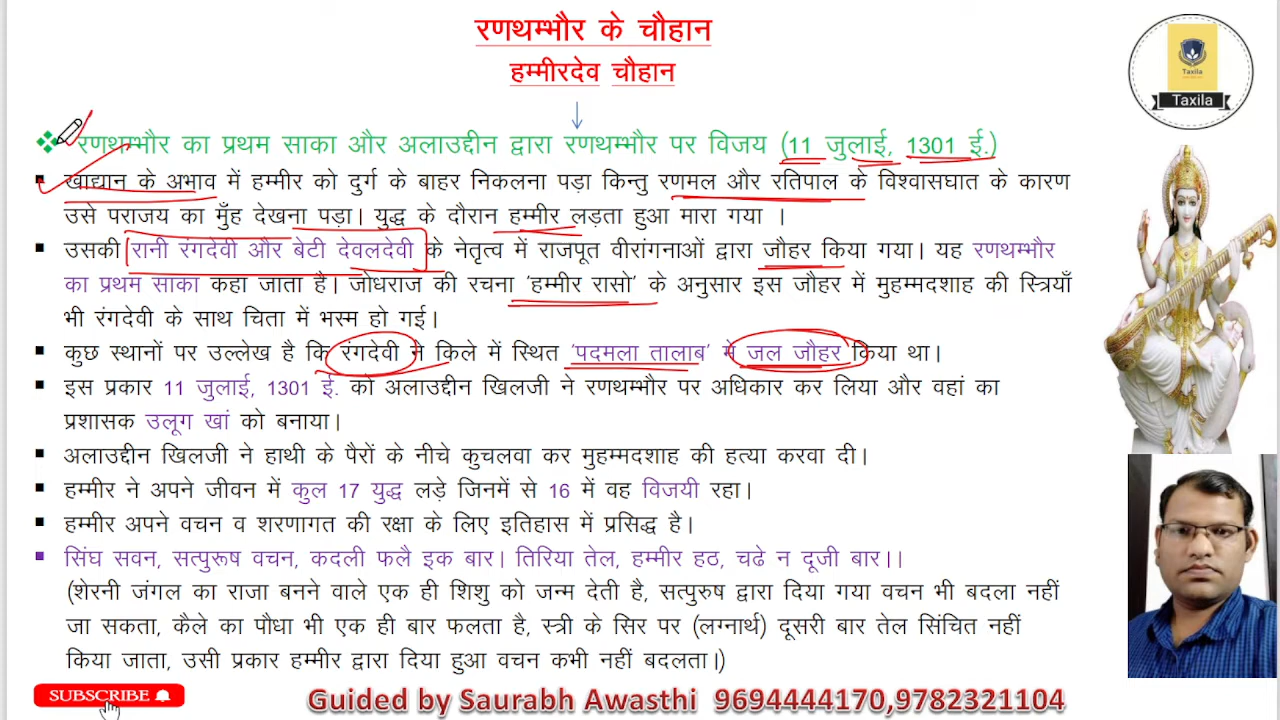 रणथम्भौर के चौहान
हम्मीरदेव चौहान
Taxila
Taxila
रणथम्भौर का प्रथम साका और अलाउद्दीन द्वारा रणथम्भौर पर विजय (11 जुलाई, 1301 ई.)
खाद्यान के अभाव में हम्मीर को दुर्ग के बाहर निकलना पड़ा किन्तु रणमल और रतिपाल के विश्वासघात के कारण
उसे पराजय का मुँह देखना पड़ा। युद्ध के दौरान हम्मीर लड़ता हुआ मारा गया ।
उसकी रानी रंगदेवी और बेटी देवलदेवी के नेतृत्व में राजपूत वीरांगनाओं द्वारा जौहर किया गया। यह रणथम्भौर
का प्रथम साका कहा जाता है। जोधराज की रचना 'हम्मीर रासो' के अनुसार इस जौहर में मुहम्मदशाह की स्त्रियाँ
भी रंगदेवी के साथ चिता में भस्म हो गई।
कुछ स्थानों पर उल्लेख है कि रंगदेवी ने किले में स्थित 'पदमला तालाब' में जल जौहर किया था।
इस प्रकार 11 जुलाई, 1301 ई. को अलाउद्दीन खिलजी ने रणथम्भौर पर अधिकार कर लिया और वहां का
प्रशासक उलूग खां को बनाया।
अलाउद्दीन खिलजी ने हाथी के पैरों के नीचे कुचलवा कर मुहम्मदशाह की हत्या करवा दी।
हम्मीर ने अपने जीवन में कुल 17 युद्ध लड़े जिनमें से 16 में वह विजयी रहा।
हम्मीर अपने वचन व शरणागत की रक्षा के लिए इतिहास में प्रसिद्ध है।
सिंघ सवन, सत्पुरूष वचन, कदली फलै इक बार। तिरिया तेल, हम्मीर हठ, चढे न दूजी बार।।
(शेरनी जंगल का राजा बनने वाले एक ही शिशु को जन्म देती है, सत्पुरुष द्वारा दिया गया वचन भी बदला नहीं
जा सकता, कैले का पौधा भी एक ही बार फलता है, स्त्री के सिर पर (लग्नार्थ) दूसरी बार तेल सिंचित नहीं
किया जाता, उसी प्रकार हम्मीर द्वारा दिया हुआ वचन कभी नहीं बदलता।)
SUBSCRIBE
Guided by Saurabh Awasthi 9694444170,9782321104